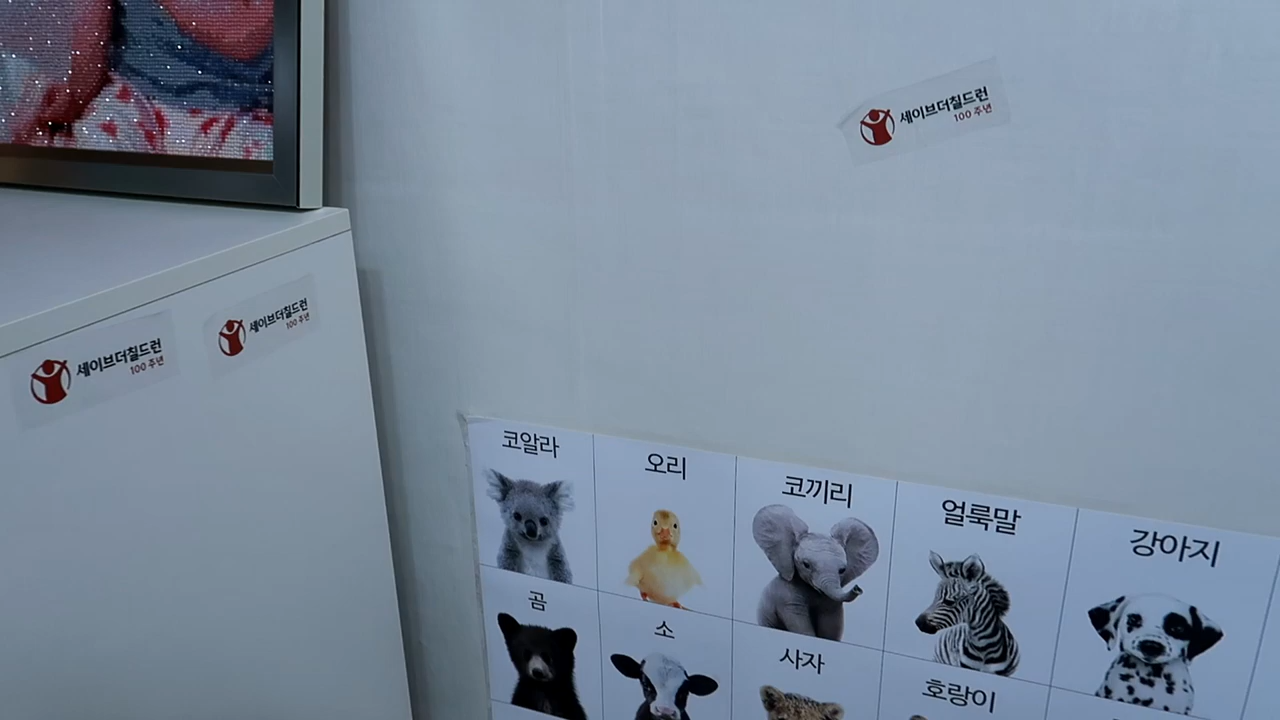 세이브더칠드런
100 주년
세이브더칠드런
100 주년
세이브더칠드런
100 주년
코알라
오리
코끼리
얼룩말
강아지
곰
소
사자
호랑이